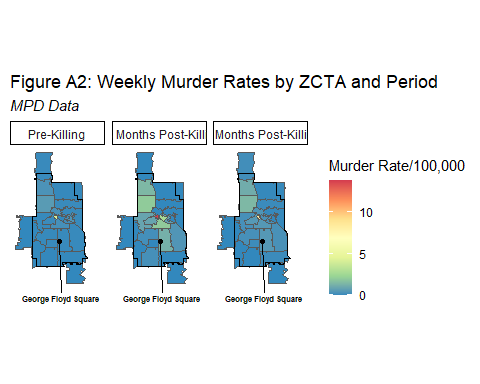 Figure A2: Weekly Murder Rates by ZCTA and Period
MPD Data
Pre-Killing
Months Post-Kill
Months Post-Killi
Murder Rate/100,000
10
5
0
George Floyd Square
George Floyd Square
George Floyd Square